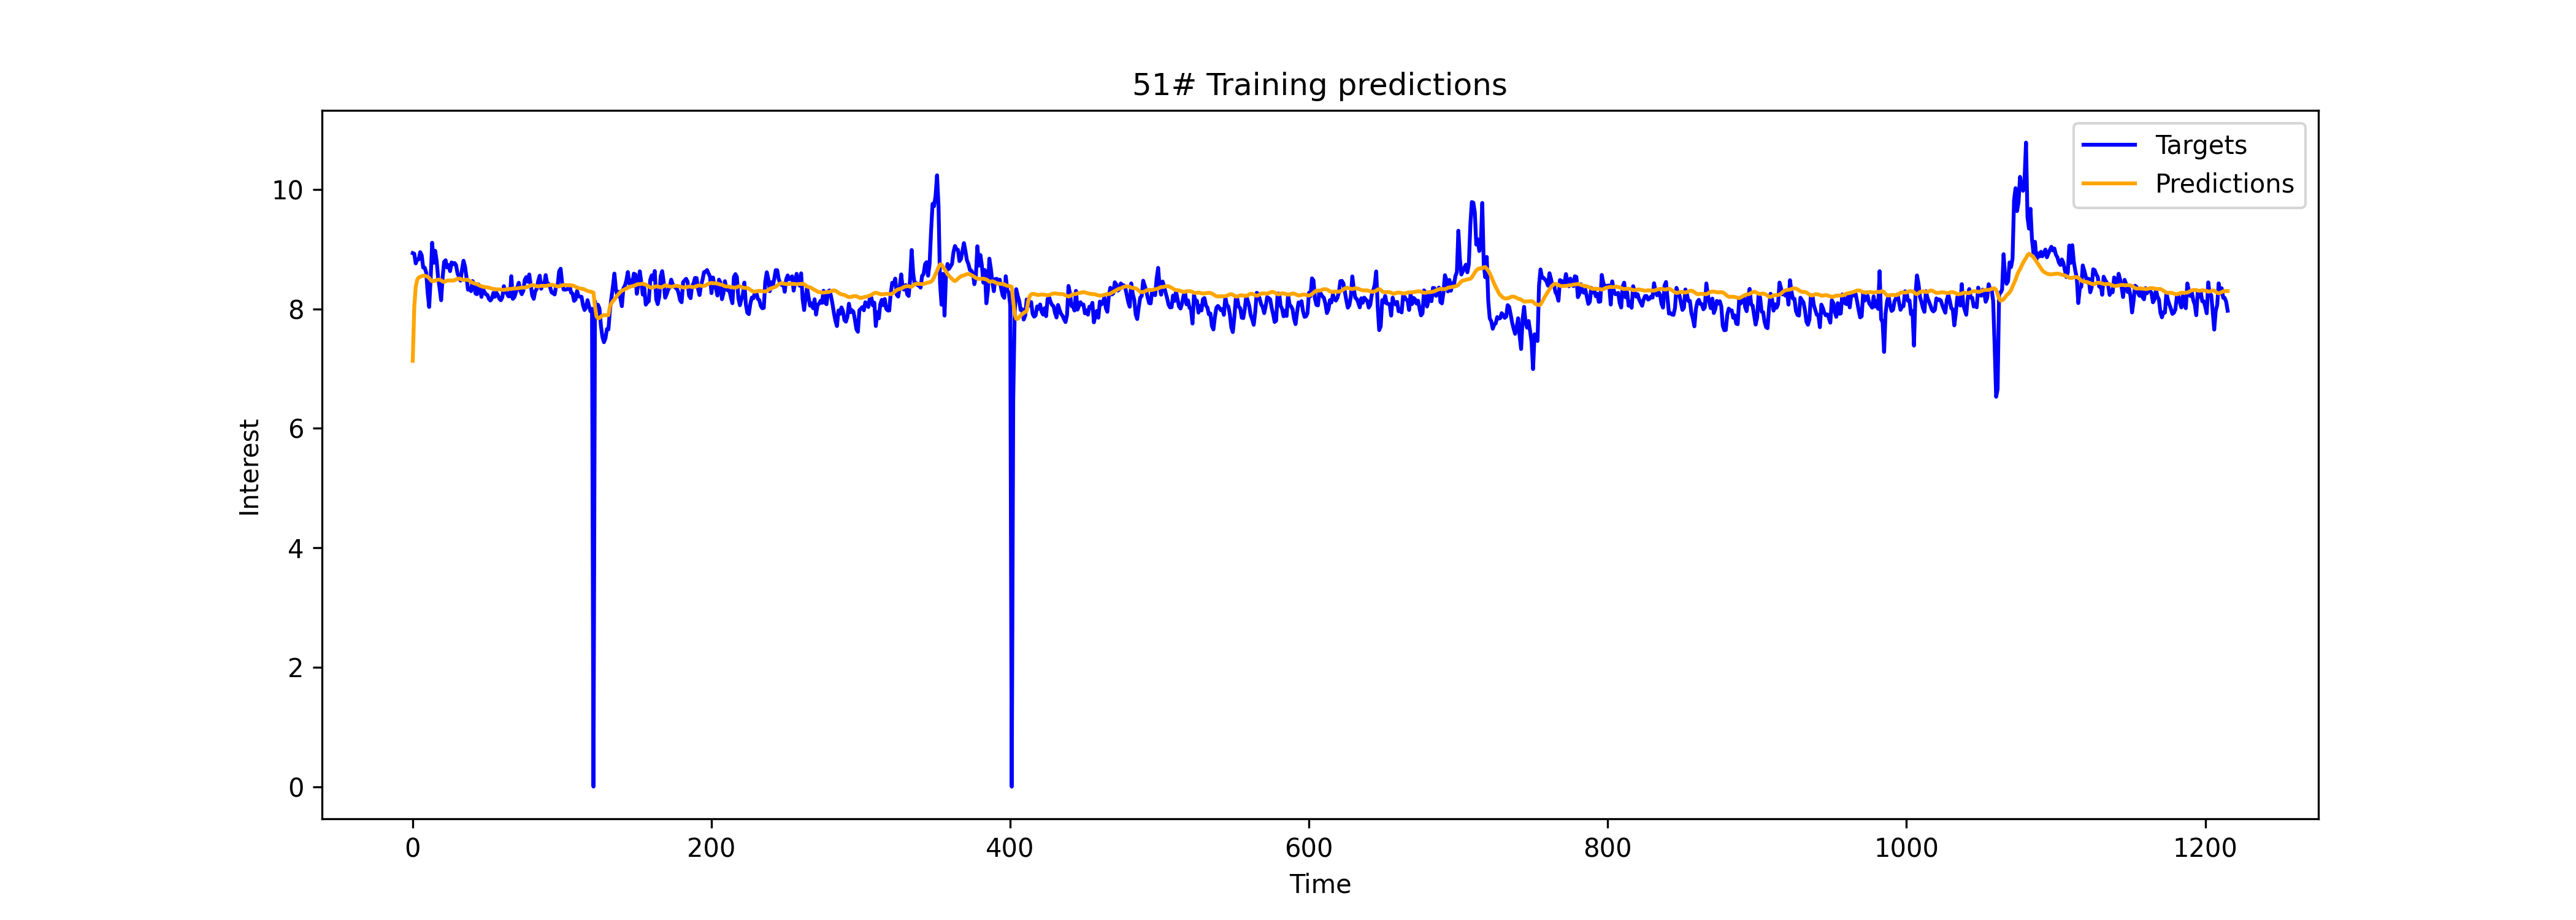 51# Training predictions
Targets
Predictions
10
8
6
4
2
0
Interest
0 200 400 600 800 1000 1200
Time